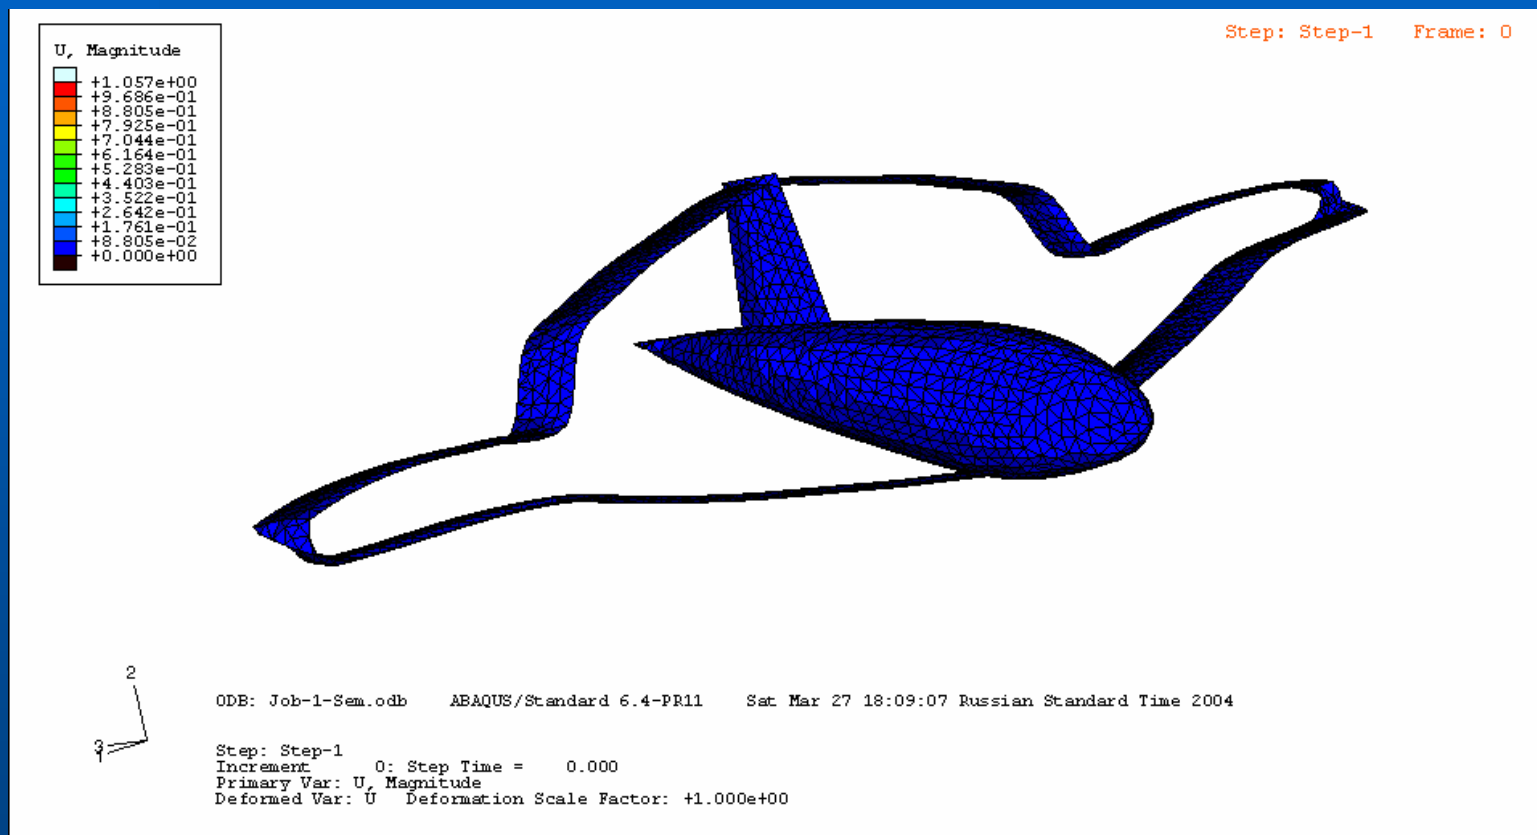 Step: Step-1 Frame: 0
U, Magnitude
+1.057e+00
+9.686e-01
+8.805e-01
+7.925e-01
+7.044e-01
+6.164e-01
+5.283e-01
+4.403e-01
+3.522e-01
+2.642e-01
+1.761e-01
+8.805e-02
+0.000e+00
2
3
1
ODB: Job-1-Sem.odb ABAQUS/Standard 6.4-PR11 Sat Mar 27 18:09:07 Russian Standard Time 2004
Step: Step-1
Increment 0: Step Time = 0.000
Primary Var: U, Magnitude
Deformed Var: U Deformation Scale Factor: +1.000e+00